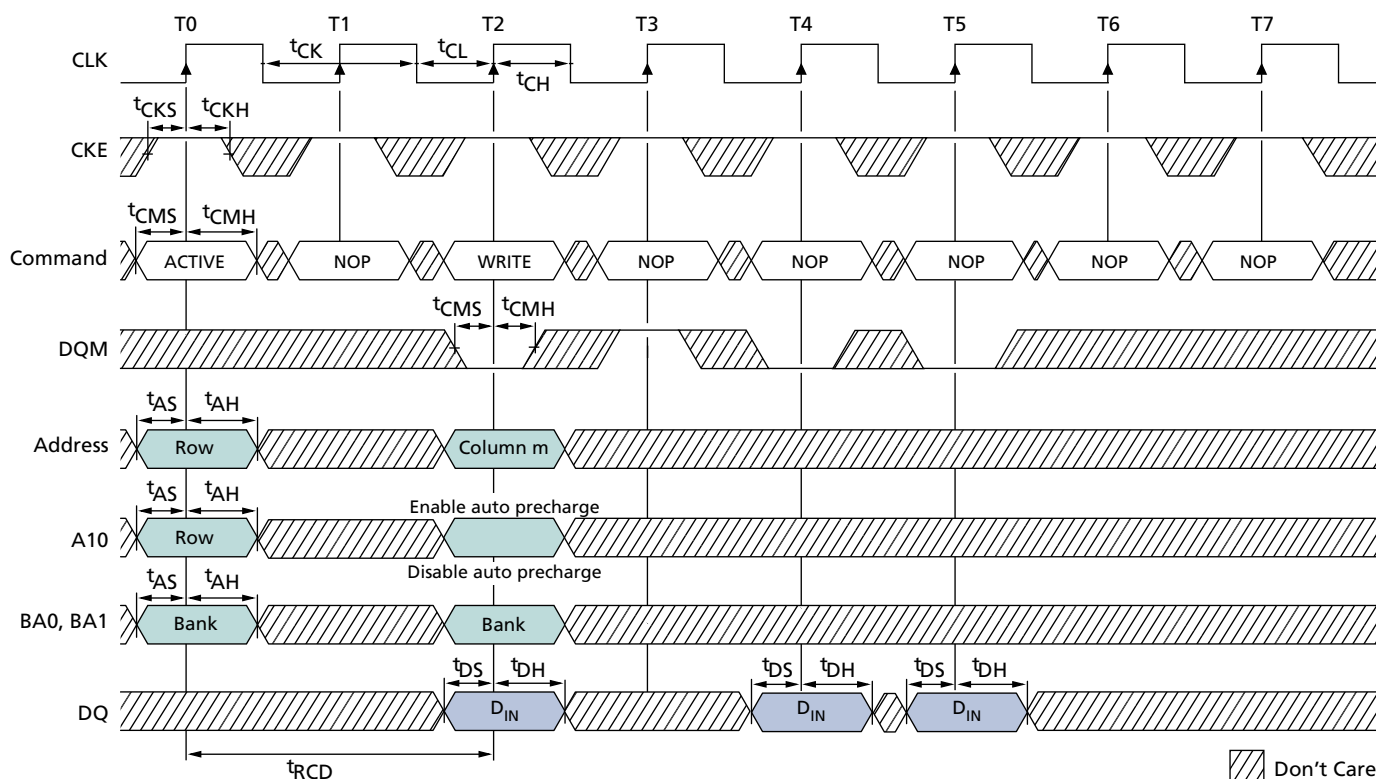 T0 T1 T2 T3 T4 T5 T6 T7
CLK
tCK tCL
tCH
tCKS tCKH
CKE
tCMS tCMH
Command ACTIVE NOP WRITE NOP NOP NOP NOP NOP
tCMS tCMH
DQM
tAS tAH
Address Row Column m
tAS tAH Enable auto precharge
A10 Row
Disable auto precharge
tAS tAH
BA0, BA1 Bank Bank
tDS tDH tDS tDH tDS tDH
DQ DIN DIN DIN
tRCD
Don't Care